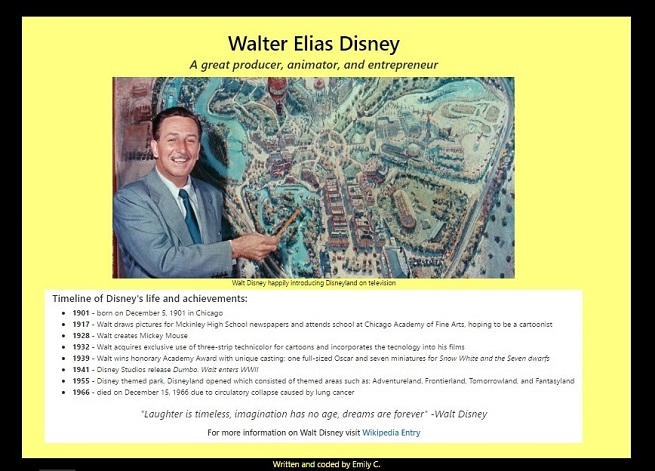 Walter Elias Disney
A great producer, animator, and entrepreneur
Walt Disney happily introducing Disneyland on television
Timeline of Disney's life and achievements:
• 1901 - born on December 5, 1901 in Chicago
• 1917 - Walt draws pictures for Mckinley High School newspapers and attends school at Chicago Academy of Fine Arts, hoping to be a cartoonist
• 1928 - Walt creates Mickey Mouse
• 1932 - Walt acquires exclusive use of three-strip technicolor for cartoons and incorporates the tecnology into his films
• 1939 - Walt wins honorary Academy Award with unique casting: one full-sized Oscar and seven miniatures for Snow White and the Seven dwarfs
• 1941 - Disney Studios release Dumbo. Walt enters WWII
• 1955 - Disney themed park, Disneyland opened which consisted of themed areas such as: Adventureland, Frontierland, Tomorrowland, and Fantasyland
• 1966 - died on December 15, 1966 due to circulatory collapse caused by lung cancer
"Laughter is timeless, imagination has no age, dreams are forever" -Walt Disney
For more information on Walt Disney visit Wikipedia Entry
Written and coded by Emily C.